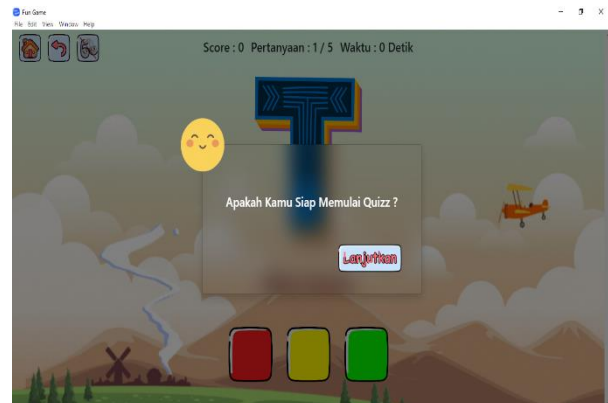 Fun Game
File Edit View Window Help
Score : 0 Pertanyaan : 1 / 5 Waktu : 0 Detik
T
Apakah Kamu Siap Memulai Quizz ?
Lanjutkan